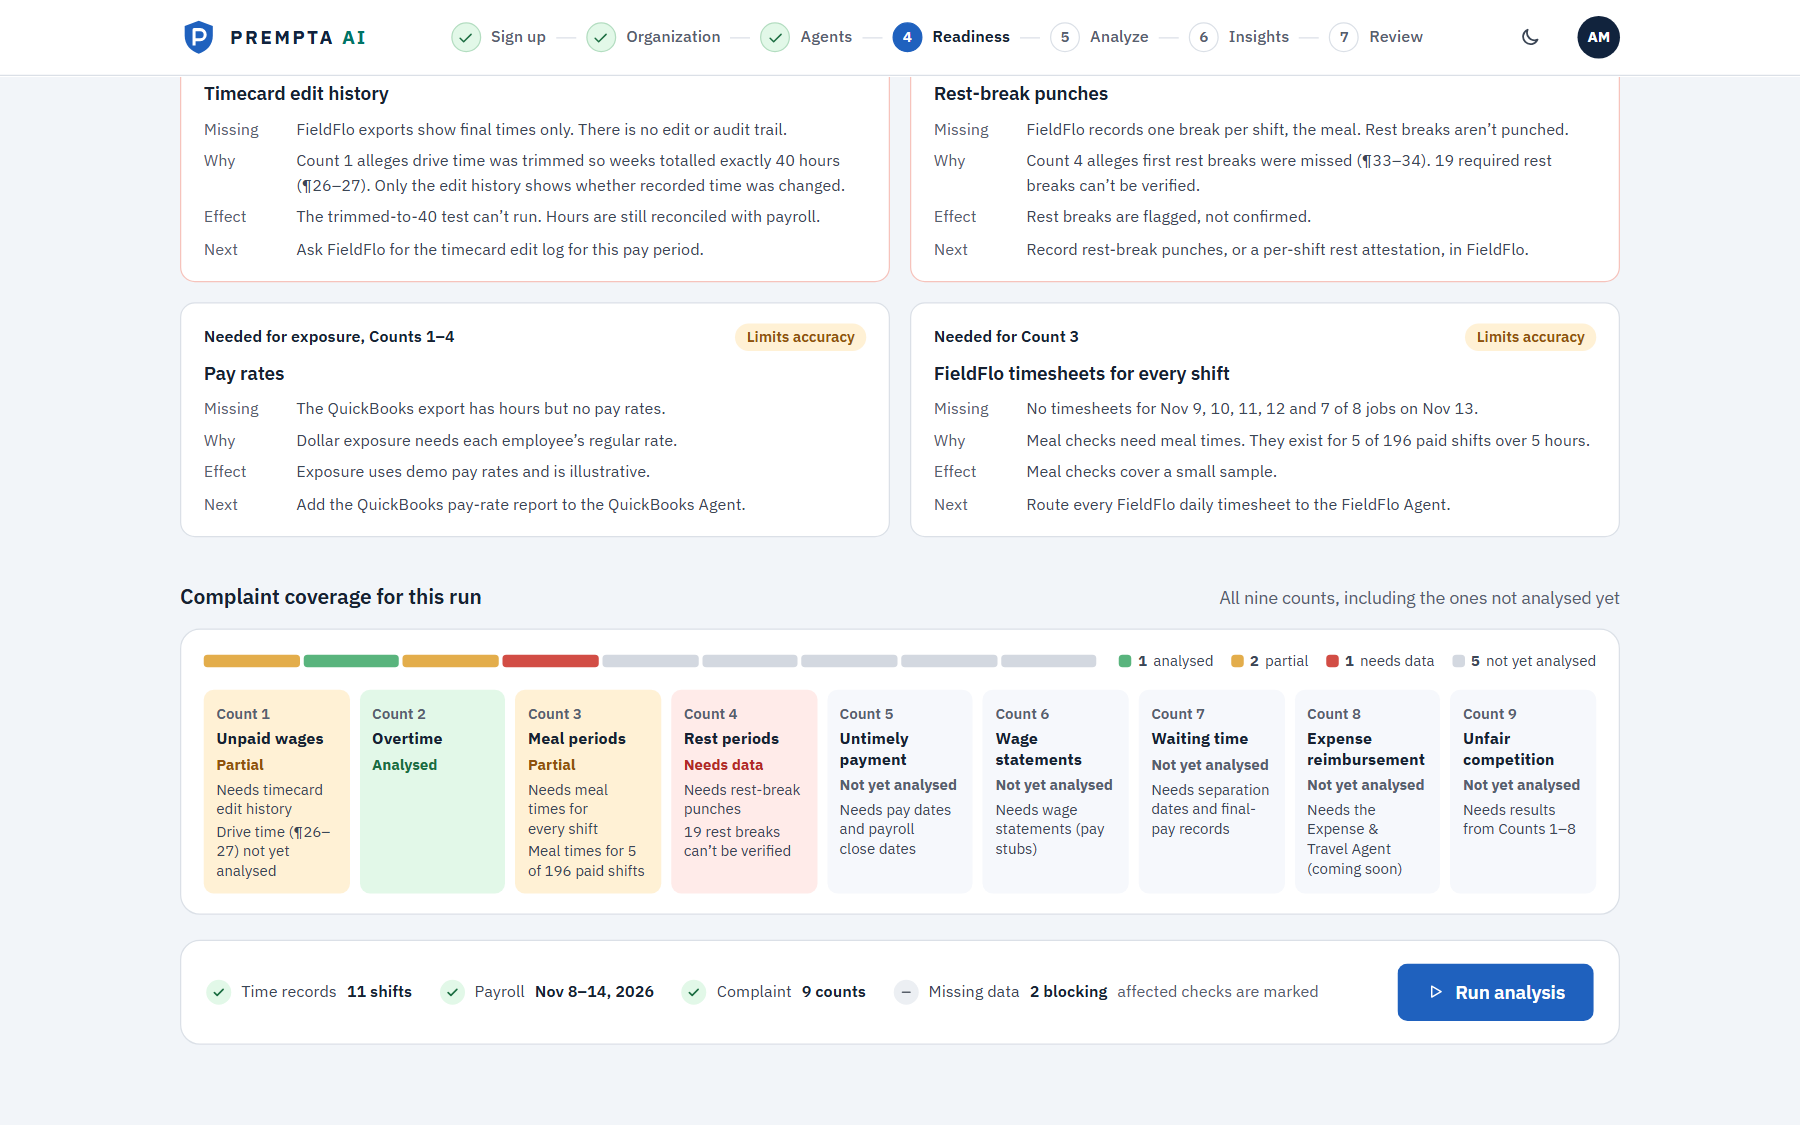 PREMPTA AI
Sign up
Organization
Agents
4 Readiness
5 Analyze
6 Insights
7 Review
AM
Timecard edit history
Missing FieldFlo exports show final times only. There is no edit or audit trail.
Why Count 1 alleges drive time was trimmed so weeks totalled exactly 40 hours
(¶26–27). Only the edit history shows whether recorded time was changed.
Effect The trimmed-to-40 test can’t run. Hours are still reconciled with payroll.
Next Ask FieldFlo for the timecard edit log for this pay period.
Rest-break punches
Missing FieldFlo records one break per shift, the meal. Rest breaks aren’t punched.
Why Count 4 alleges first rest breaks were missed (¶33–34). 19 required rest
breaks can’t be verified.
Effect Rest breaks are flagged, not confirmed.
Next Record rest-break punches, or a per-shift rest attestation, in FieldFlo.
Needed for exposure, Counts 1–4 Limits accuracy
Pay rates
Missing The QuickBooks export has hours but no pay rates.
Why Dollar exposure needs each employee’s regular rate.
Effect Exposure uses demo pay rates and is illustrative.
Next Add the QuickBooks pay-rate report to the QuickBooks Agent.
Needed for Count 3 Limits accuracy
FieldFlo timesheets for every shift
Missing No timesheets for Nov 9, 10, 11, 12 and 7 of 8 jobs on Nov 13.
Why Meal checks need meal times. They exist for 5 of 196 paid shifts over 5 hours.
Effect Meal checks cover a small sample.
Next Route every FieldFlo daily timesheet to the FieldFlo Agent.
Complaint coverage for this run
All nine counts, including the ones not analysed yet
1 analysed 2 partial 1 needs data 5 not yet analysed
Count 1
Unpaid wages
Partial
Needs timecard
edit history
Drive time (¶26–
27) not yet
analysed
Count 2
Overtime
Analysed
Count 3
Meal periods
Partial
Needs meal
times for
every shift
Meal times for 5
of 196 paid shifts
Count 4
Rest periods
Needs data
Needs rest-break
punches
19 rest breaks
can’t be verified
Count 5
Untimely
payment
Not yet analysed
Needs pay dates
and payroll
close dates
Count 6
Wage
statements
Not yet analysed
Needs wage
statements (pay
stubs)
Count 7
Waiting time
Not yet analysed
Needs separation
dates and final-
pay records
Count 8
Expense
reimbursement
Not yet analysed
Needs the
Expense &
Travel Agent
(coming soon)
Count 9
Unfair
competition
Not yet analysed
Needs results
from Counts 1–8
Time records 11 shifts
Payroll Nov 8–14, 2026
Complaint 9 counts
Missing data 2 blocking affected checks are marked
Run analysis